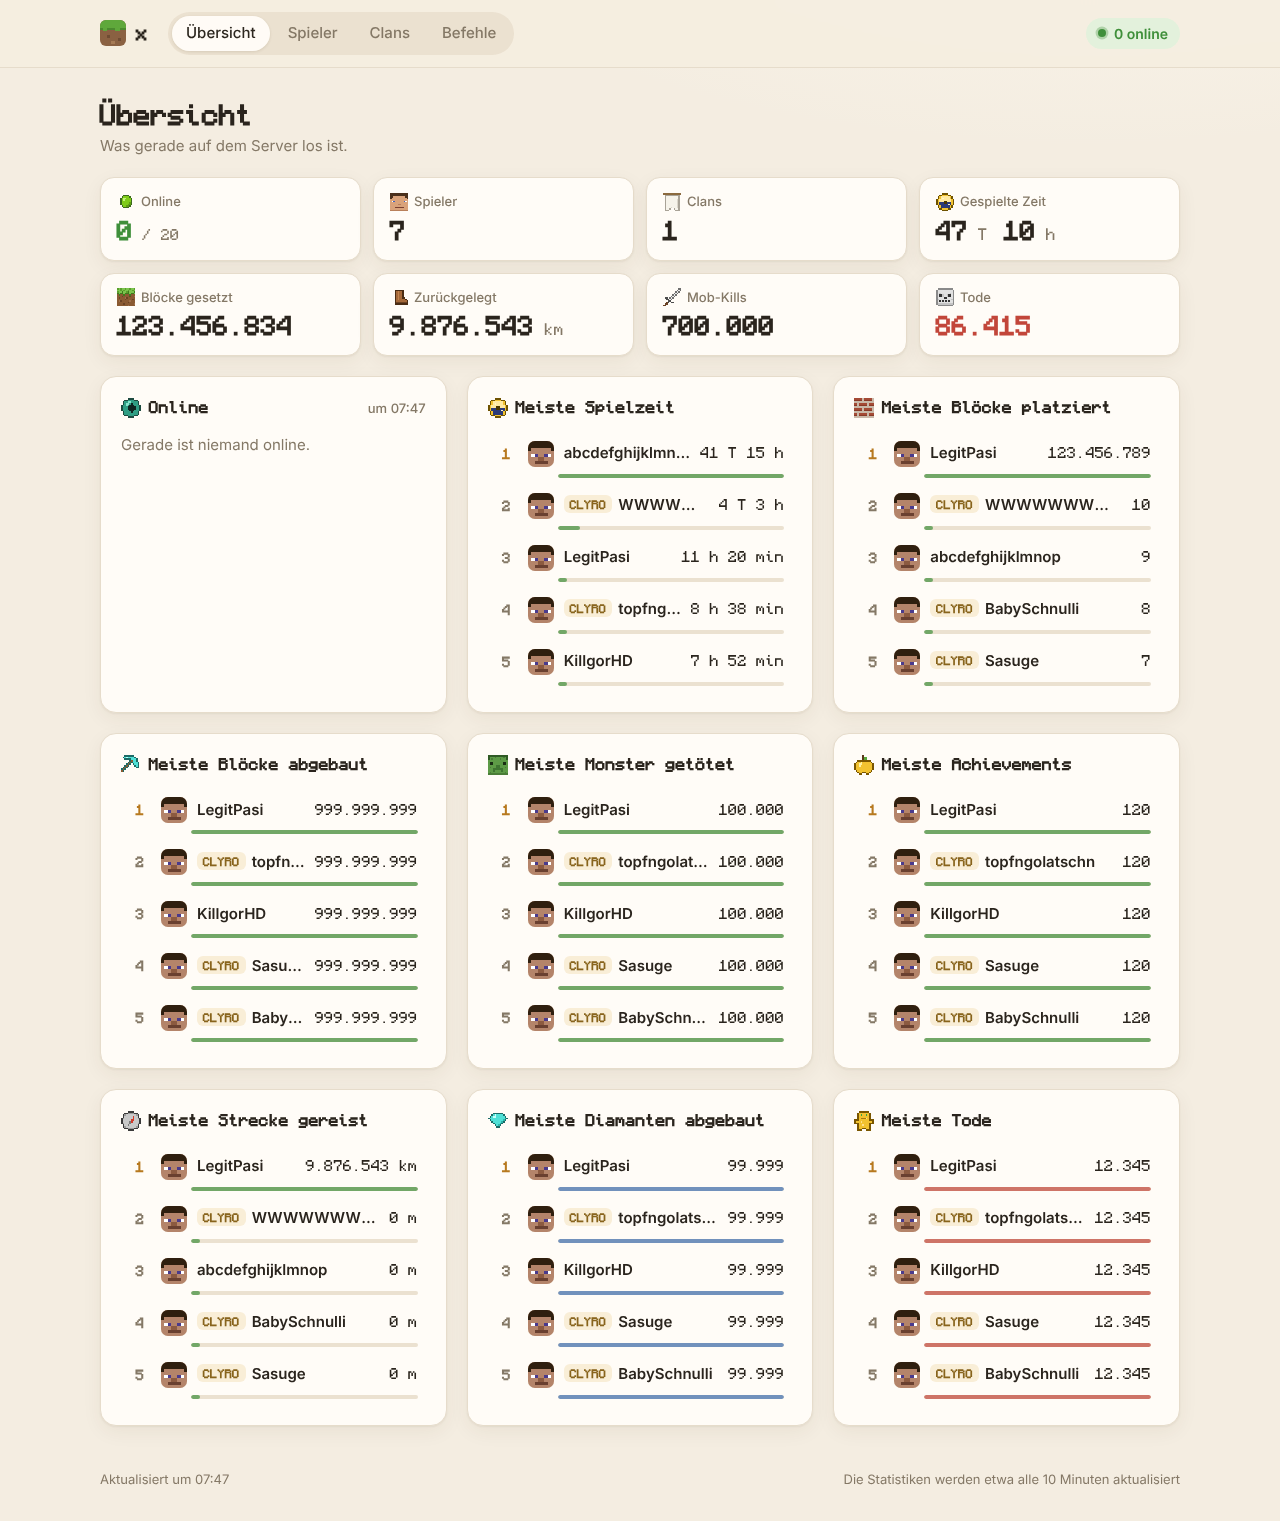 x
Übersicht
Spieler
Clans
Befehle
0 online
Übersicht
Was gerade auf dem Server los ist.
Online
0 / 20
Spieler
7
Clans
1
Gespielte Zeit
47 T 10 h
Blöcke gesetzt
123.456.834
Zurückgelegt
9.876.543 km
Mob-Kills
700.000
Tode
86.415
Online
um 07:47
Gerade ist niemand online.
Meiste Spielzeit
1 abcdefghijklmn... 41 T 15 h
2 CLYRO WWWW... 4 T 3 h
3 LegitPasi 11 h 20 min
4 CLYRO topfng... 8 h 38 min
5 KillgorHD 7 h 52 min
Meiste Blöcke platziert
1 LegitPasi 123.456.789
2 CLYRO WWWWWWW... 10
3 abcdefghijklmnop 9
4 CLYRO BabySchnulli 8
5 CLYRO Sasuge 7
Meiste Blöcke abgebaut
1 LegitPasi 999.999.999
2 CLYRO topfn... 999.999.999
3 KillgorHD 999.999.999
4 CLYRO Sasu... 999.999.999
5 CLYRO Baby... 999.999.999
Meiste Monster getötet
1 LegitPasi 100.000
2 CLYRO topfngolat... 100.000
3 KillgorHD 100.000
4 CLYRO Sasuge 100.000
5 CLYRO BabySchn... 100.000
Meiste Achievements
1 LegitPasi 120
2 CLYRO topfngolatschn 120
3 KillgorHD 120
4 CLYRO Sasuge 120
5 CLYRO BabySchnulli 120
Meiste Strecke gereist
1 LegitPasi 9.876.543 km
2 CLYRO WWWWWWW... 0 m
3 abcdefghijklmnop 0 m
4 CLYRO BabySchnulli 0 m
5 CLYRO Sasuge 0 m
Meiste Diamanten abgebaut
1 LegitPasi 99.999
2 CLYRO topfngolats... 99.999
3 KillgorHD 99.999
4 CLYRO Sasuge 99.999
5 CLYRO BabySchnulli 99.999
Meiste Tode
1 LegitPasi 12.345
2 CLYRO topfngolats... 12.345
3 KillgorHD 12.345
4 CLYRO Sasuge 12.345
5 CLYRO BabySchnulli 12.345
Aktualisiert um 07:47
Die Statistiken werden etwa alle 10 Minuten aktualisiert